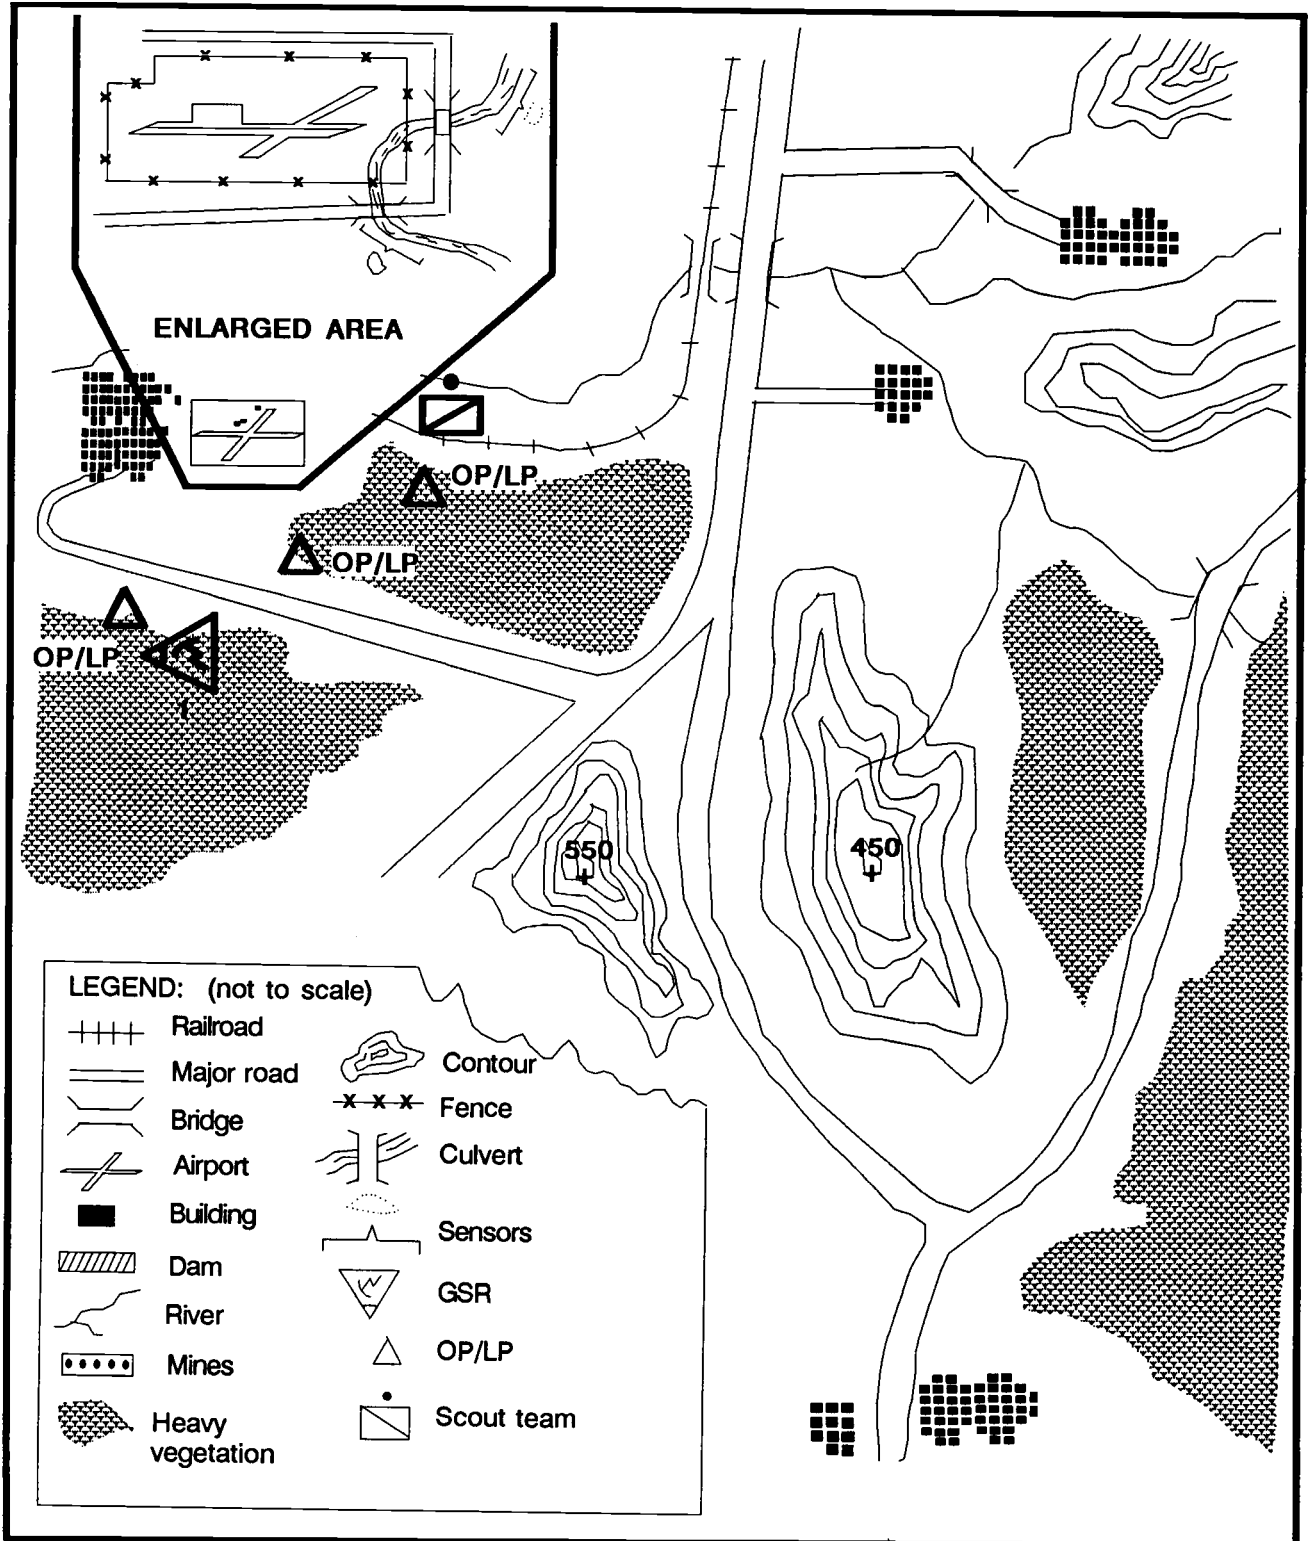 ENLARGED AREA
OP/LP
OP/LP
OP/LP
1
550
450
LEGEND: (not to scale)
Railroad
Major road
Bridge
Airport
Building
Dam
River
Mines
Heavy
vegetation
Contour
Fence
Culvert
Sensors
GSR
OP/LP
Scout team